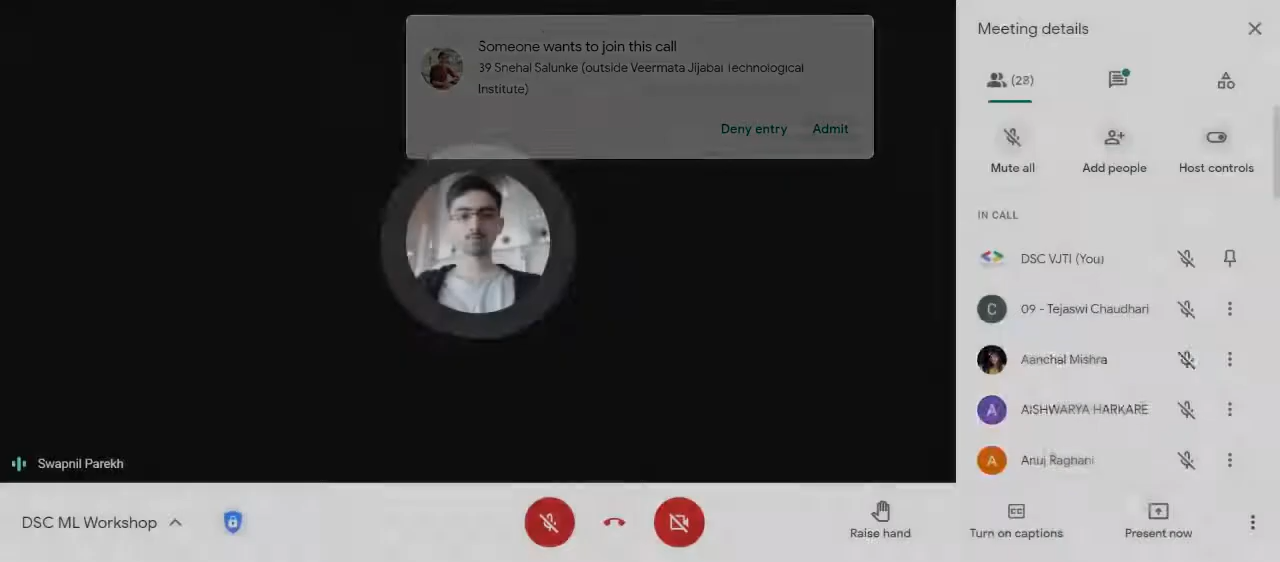 Someone wants to join this call
39 Snehal Salunke (outside Veermata Jijabai Technological
Institute)
Deny entry Admit
Swapnil Parekh
DSC ML Workshop
Raise hand
Turn on captions
Present now
Meeting details
(28)
Mute all
Add people
Host controls
IN CALL
DSC VJTI (You)
C 09 - Tejaswi Chaudhari
Aanchal Mishra
A AISHWARYA HARKARE
A Anuj Raghani